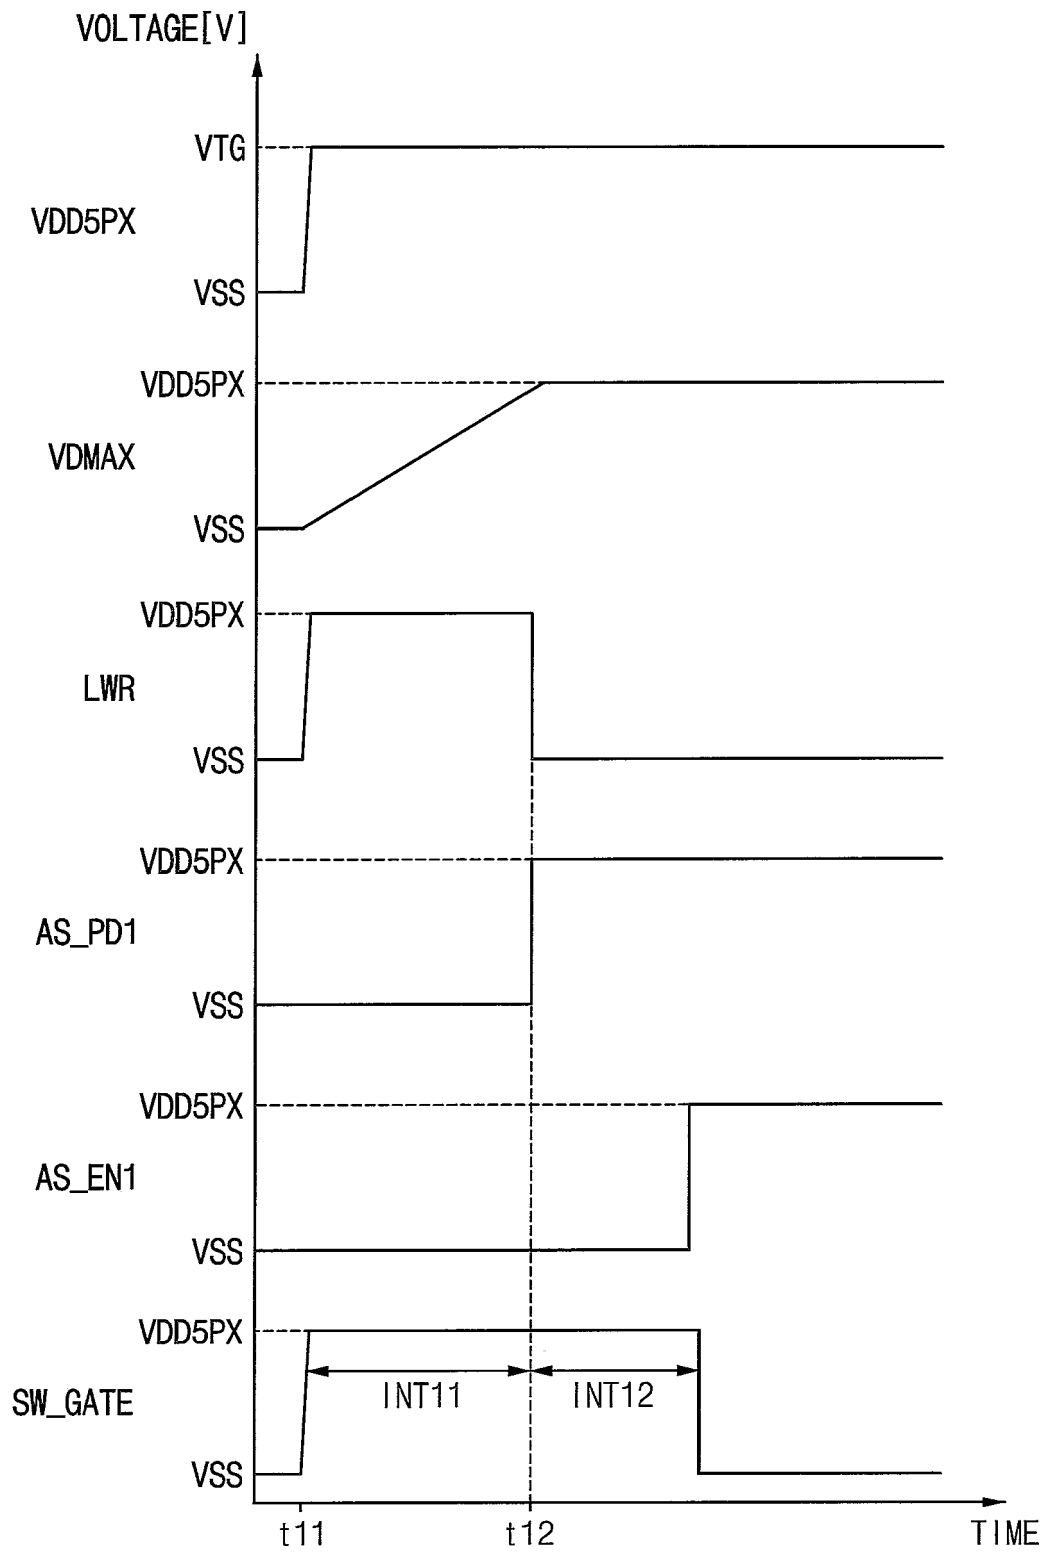 VOLTAGE[V]
VTG
VDD5PX
VSS
VDD5PX
VDMAX
VSS
VDD5PX
LWR
VSS
VDD5PX
AS_PD1
VSS
VDD5PX
AS_EN1
VSS
VDD5PX
INT11 INT12
SW_GATE
VSS
t11 t12 TIME